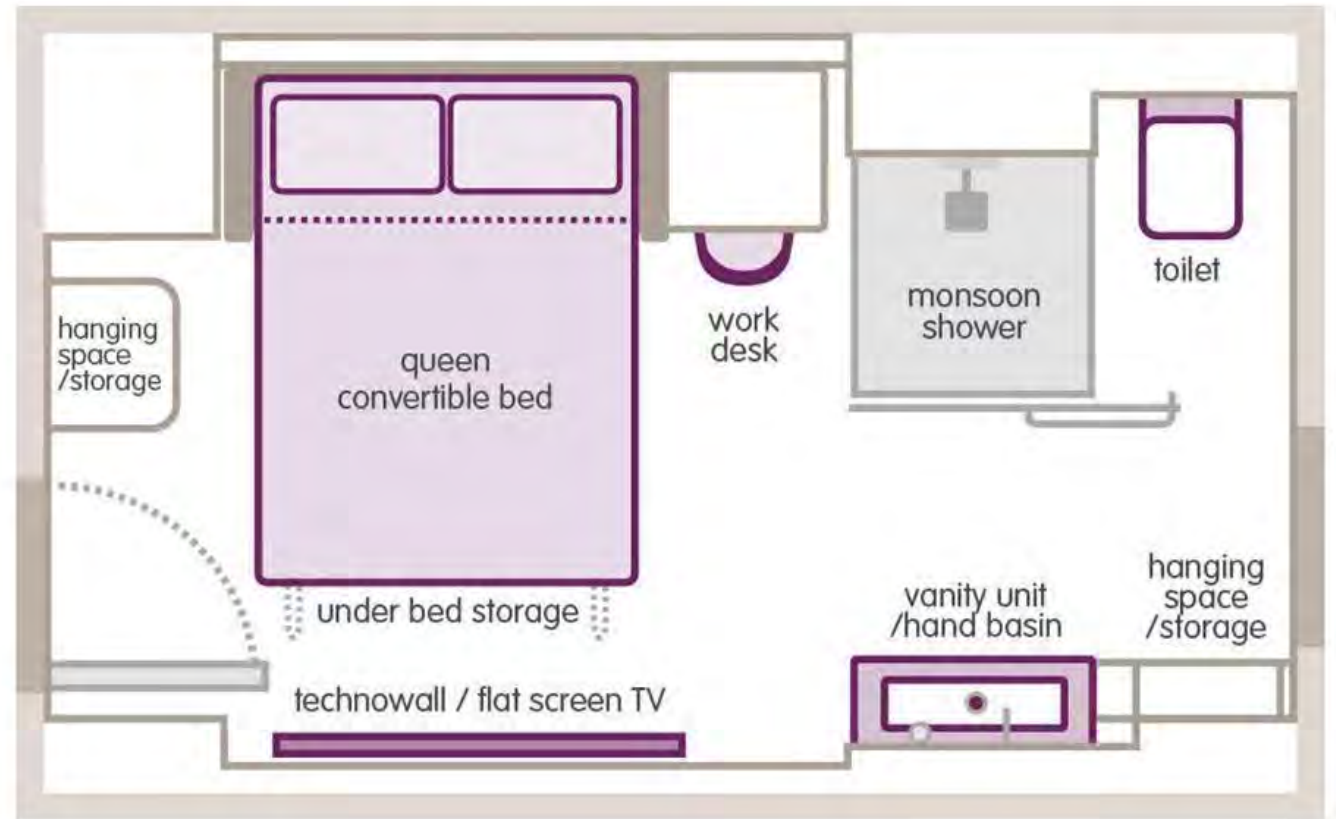 hanging
space
/storage
queen
convertible bed
under bed storage
technowall / flat screen TV
work
desk
monsoon
shower
toilet
vanity unit
/hand basin
hanging
space
/storage